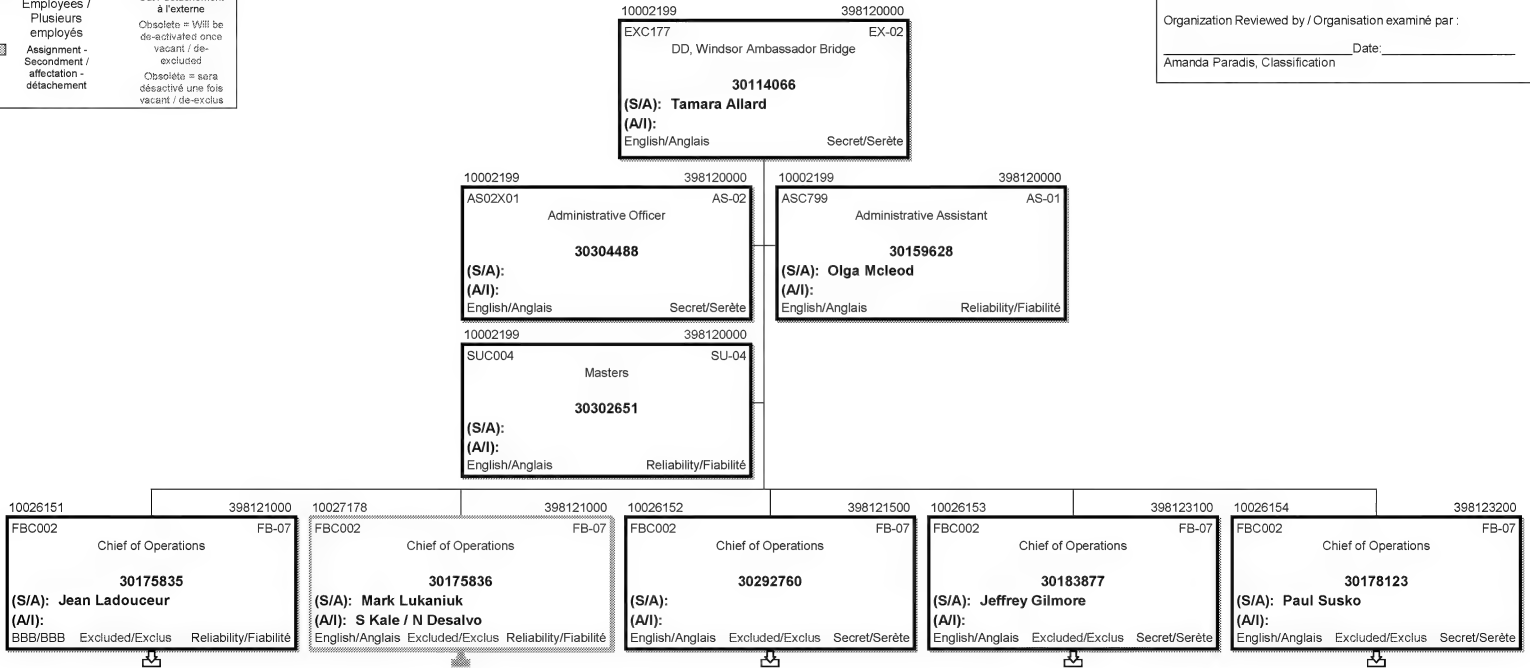 Employees /
Plusieurs
employés
Assignment -
Secondment /
affectation -
détachement
à l'externe
Obsolete = Will be
de-activated once
vacant / de-
excluded
Obsolète = sera
désactivé une fois
vacant / de-exclus
Organization Reviewed by / Organisation examiné par :
Date:
Amanda Paradis, Classification
10002199 398120000
EXC177 EX-02
DD, Windsor Ambassador Bridge
30114066
(S/A): Tamara Allard
(A/I):
English/Anglais Secret/Serète
10002199 398120000
AS02X01 AS-02
Administrative Officer
30304488
(S/A):
(A/I):
English/Anglais Secret/Serète
10002199 398120000
ASC799 AS-01
Administrative Assistant
30159628
(S/A): Olga Mcleod
(A/I):
English/Anglais Reliability/Fiabilité
10002199 398120000
SUC004 SU-04
Masters
30302651
(S/A):
(A/I):
English/Anglais Reliability/Fiabilité
10026151 398121000
FBC002 FB-07
Chief of Operations
30175835
(S/A): Jean Ladouceur
(A/I):
BBB/BBB Excluded/Exclus Reliability/Fiabilité
10027178 398121000
FBC002 FB-07
Chief of Operations
30175836
(S/A): Mark Lukaniuk
(A/I): S Kale / N Desalvo
English/Anglais Excluded/Exclus Reliability/Fiabilité
10026152 398121500
FBC002 FB-07
Chief of Operations
30292760
(S/A):
(A/I):
English/Anglais Excluded/Exclus Secret/Serète
10026153 398123100
FBC002 FB-07
Chief of Operations
30183877
(S/A): Jeffrey Gilmore
(A/I):
English/Anglais Excluded/Exclus Secret/Serète
10026154 398123200
FBC002 FB-07
Chief of Operations
30178123
(S/A): Paul Susko
(A/I):
English/Anglais Excluded/Exclus Secret/Serète